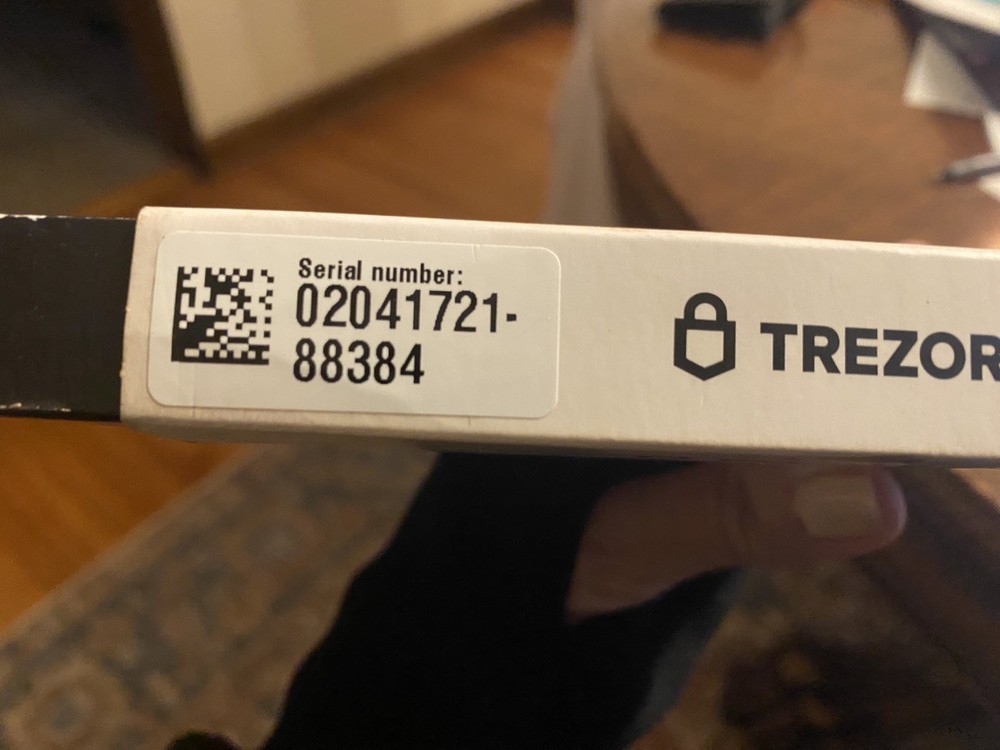 Serial number:
02041721-
88384
TREZOR